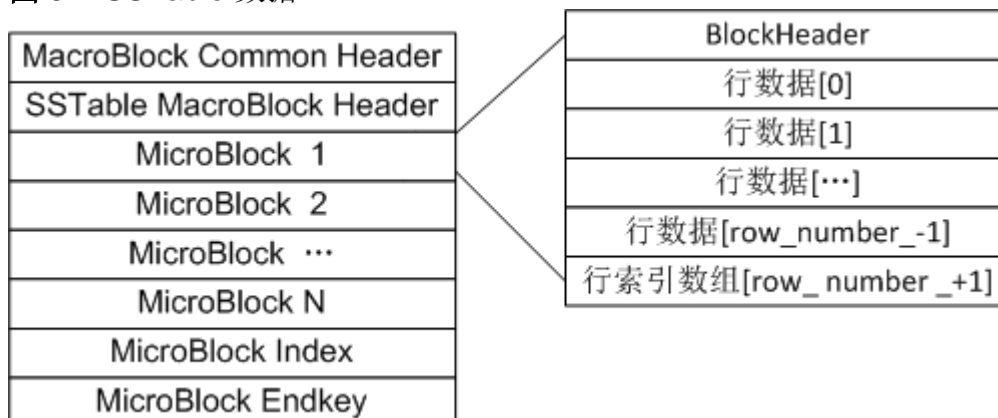 MacroBlock Common Header
SSTable MacroBlock Header
MicroBlock 1
MicroBlock 2
MicroBlock ⋯
MicroBlock N
MicroBlock Index
MicroBlock Endkey
BlockHeader
行数据[0]
行数据[1]
行数据[⋯]
行数据[row_number_-1]
行索引数组[row_ number _+1]